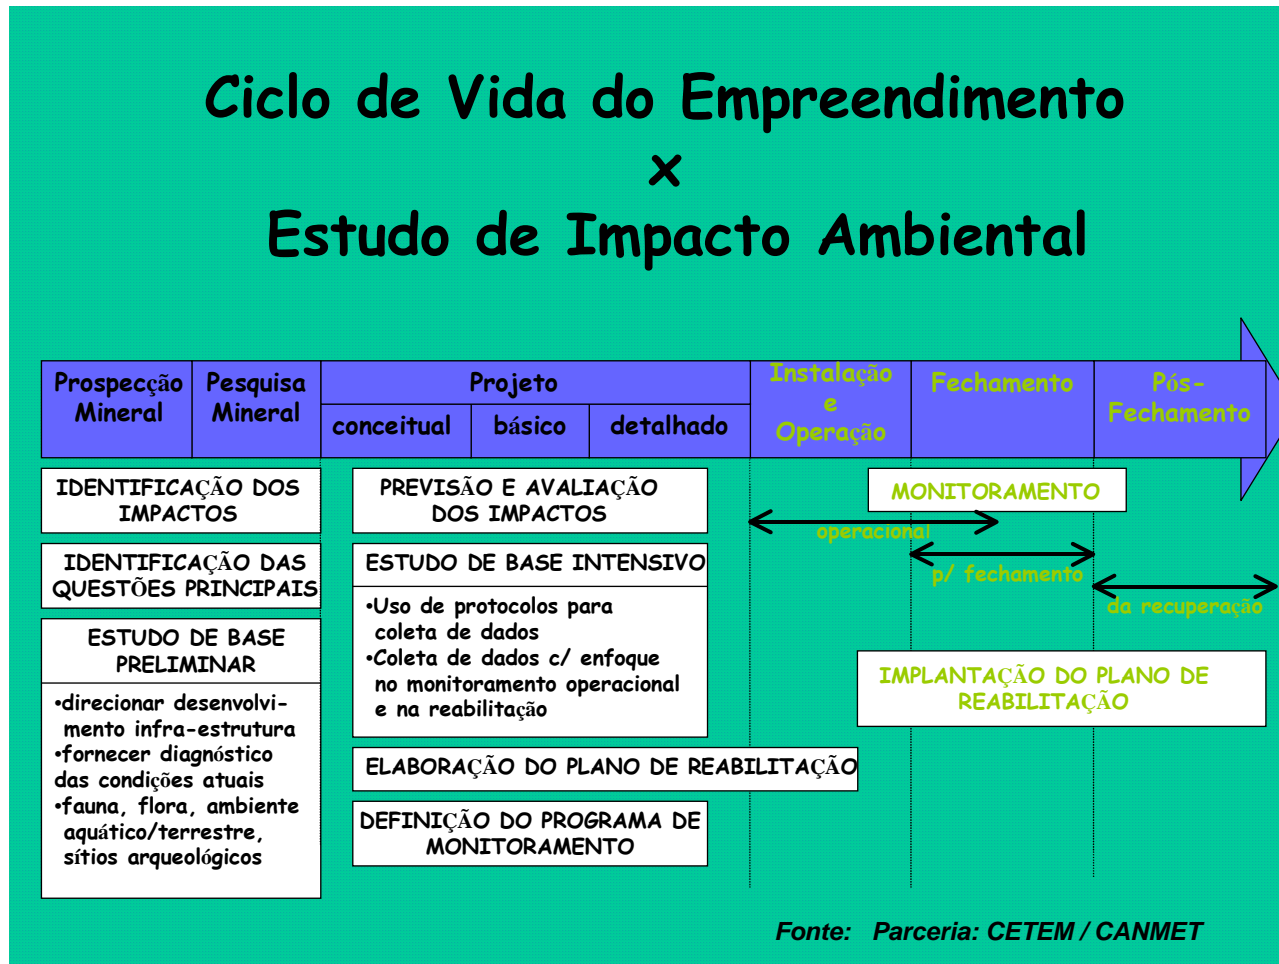 Ciclo de Vida do Empreendimento
x
Estudo de Impacto Ambiental
Prospecção
Mineral
Pesquisa
Mineral
Projeto
conceitual
básico
detalhado
Instalação
e
Operação
Fechamento
Pós-
Fechamento
IDENTIFICAÇÃO DOS
IMPACTOS
IDENTIFICAÇÃO DAS
QUESTÕES PRINCIPAIS
ESTUDO DE BASE
PRELIMINAR
•direcionar desenvolvi-
mento infra-estrutura
•fornecer diagnóstico
das condições atuais
•fauna, flora, ambiente
aquático/terrestre,
sítios arqueológicos
PREVISÃO E AVALIAÇÃO
DOS IMPACTOS
ESTUDO DE BASE INTENSIVO
•Uso de protocolos para
coleta de dados
•Coleta de dados c/ enfoque
no monitoramento operacional
e na reabilitação
ELABORAÇÃO DO PLANO DE REABILITAÇÃO
DEFINIÇÃO DO PROGRAMA DE
MONITORAMENTO
MONITORAMENTO
operacional
p/ fechamento
da recuperação
IMPLANTAÇÃO DO PLANO DE
REABILITAÇÃO
Fonte: Parceria: CETEM / CANMET